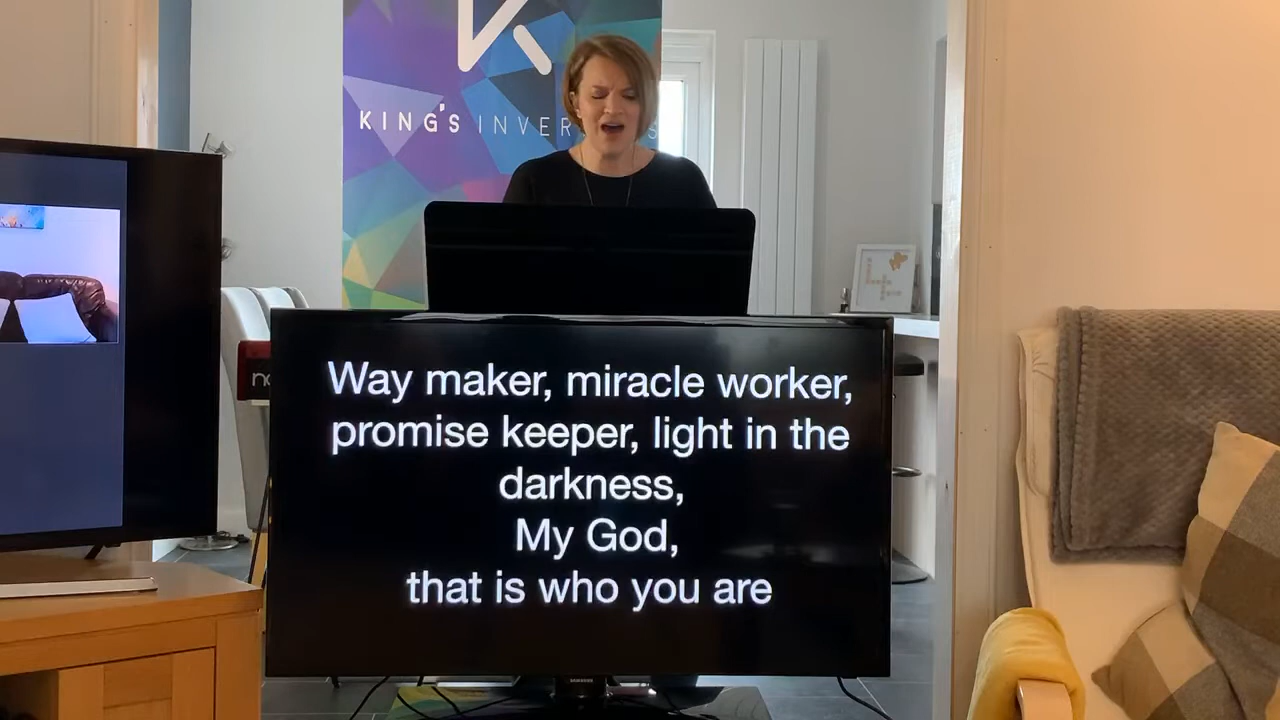 KING'S INVER
Way maker, miracle worker,
promise keeper, light in the
darkness,
My God,
that is who you are
SAMSUNG